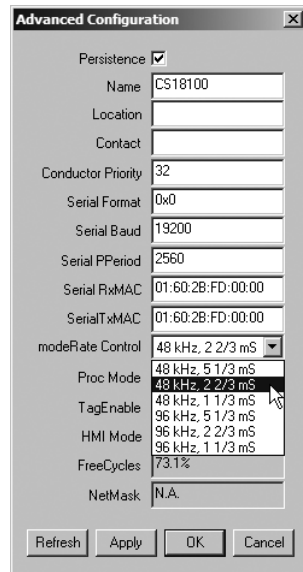 Advanced Configuration
Persistence
Name CS18100
Location
Contact
Conductor Priority 32
Serial Format 0x0
Serial Baud 19200
Serial PPeriod 2560
Serial RxMAC 01:60:2B:FD:00:00
SerialTxMAC 01:60:2B:FD:00:00
modeRate Control 48 kHz, 2 2/3 mS
Proc Mode
TagEnable
HMI Mode
48 kHz, 5 1/3 mS
48 kHz, 2 2/3 mS
48 kHz, 1 1/3 mS
96 kHz, 5 1/3 mS
96 kHz, 2 2/3 mS
96 kHz, 1 1/3 mS
FreeCycles 73.1%
NetMask N.A.
Refresh Apply OK Cancel